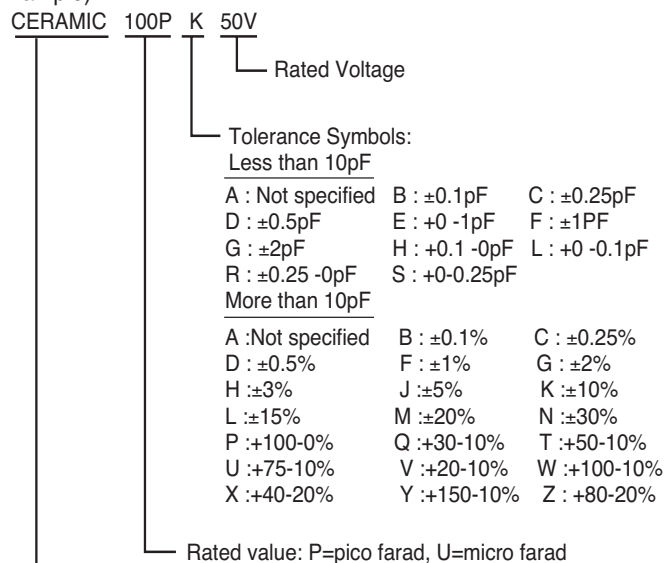 CERAMIC 100P K 50V
Rated Voltage
Tolerance Symbols:
Less than 10pF
A : Not specified B : ±0.1pF C : ±0.25pF
D : ±0.5pF E : +0 -1pF F : ±1PF
G : ±2pF H : +0.1 -0pF L : +0 -0.1pF
R : ±0.25 -0pF S : +0-0.25pF
More than 10pF
A :Not specified B : ±0.1% C : ±0.25%
D : ±0.5% F : ±1% G : ±2%
H :±3% J :±5% K :±10%
L :±15% M :±20% N :±30%
P :+100-0% Q :+30-10% T :+50-10%
U :+75-10% V :+20-10% W :+100-10%
X :+40-20% Y :+150-10% Z : +80-20%
Rated value: P=pico farad, U=micro farad